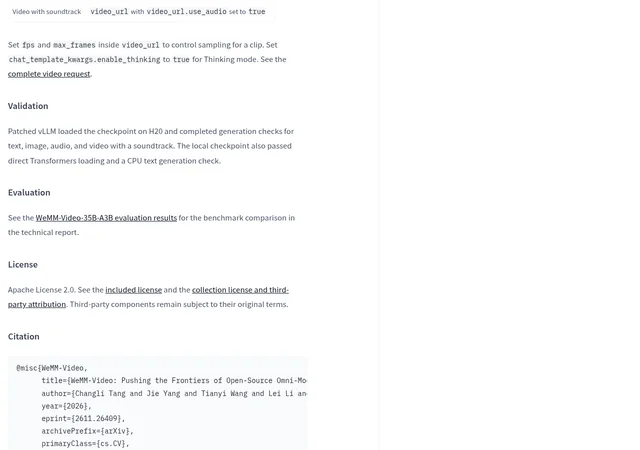 Video with soundtrack video_url with video_url.use_audio set to true
Set fps and max_frames inside video_url to control sampling for a clip. Set
chat_template_kwargs.enable_thinking to true for Thinking mode. See the
complete video request.
Validation
Patched vLLM loaded the checkpoint on H20 and completed generation checks for
text, image, audio, and video with a soundtrack. The local checkpoint also passed
direct Transformers loading and a CPU text generation check.
Evaluation
See the WeMM-Video-35B-A3B evaluation results for the benchmark comparison in
the technical report.
License
Apache License 2.0. See the included license and the collection license and third-
party attribution. Third-party components remain subject to their original terms.
Citation
@misc{WeMM-Video,
title={WeMM-Video: Pushing the Frontiers of Open-Source Omni-Mo
author={Changli Tang and Jie Yang and Tianyi Wang and Lei Li an
year={2026},
eprint={2611.26409},
archivePrefix={arXiv},
primaryClass={cs.CV},